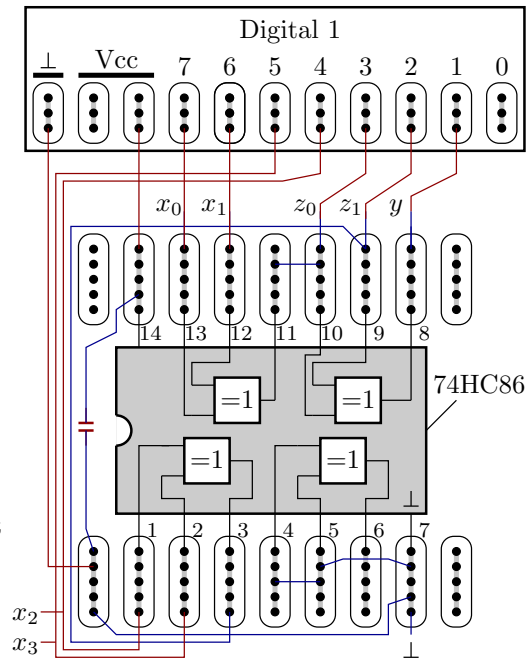 Digital 1
⊥ Vcc 7 6 5 4 3 2 1 0
x₀ x₁ z₀ z₁ y
14 13 12 11 10 9 8
74HC86
=1 =1
=1 =1
⊥
1 2 3 4 5 6 7
x₂
x₃
⊥